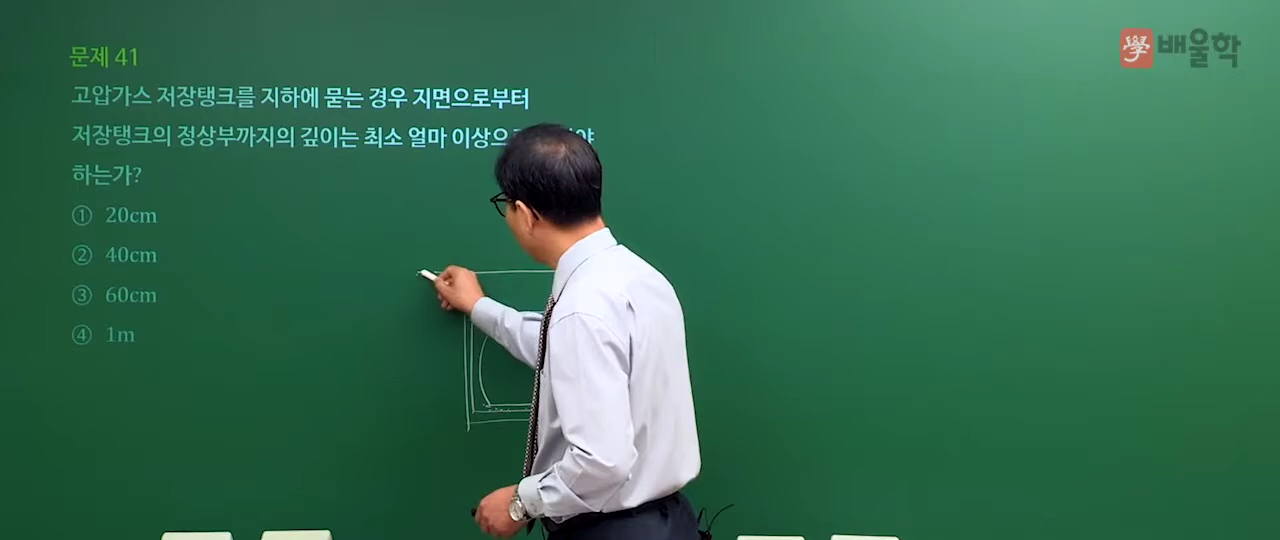 學 배울학
문제 41
고압가스 저장탱크를 지하에 묻는 경우 지면으로부터
저장탱크의 정상부까지의 깊이는 최소 얼마 이상으
하는가?
① 20cm
② 40cm
③ 60cm
④ 1m